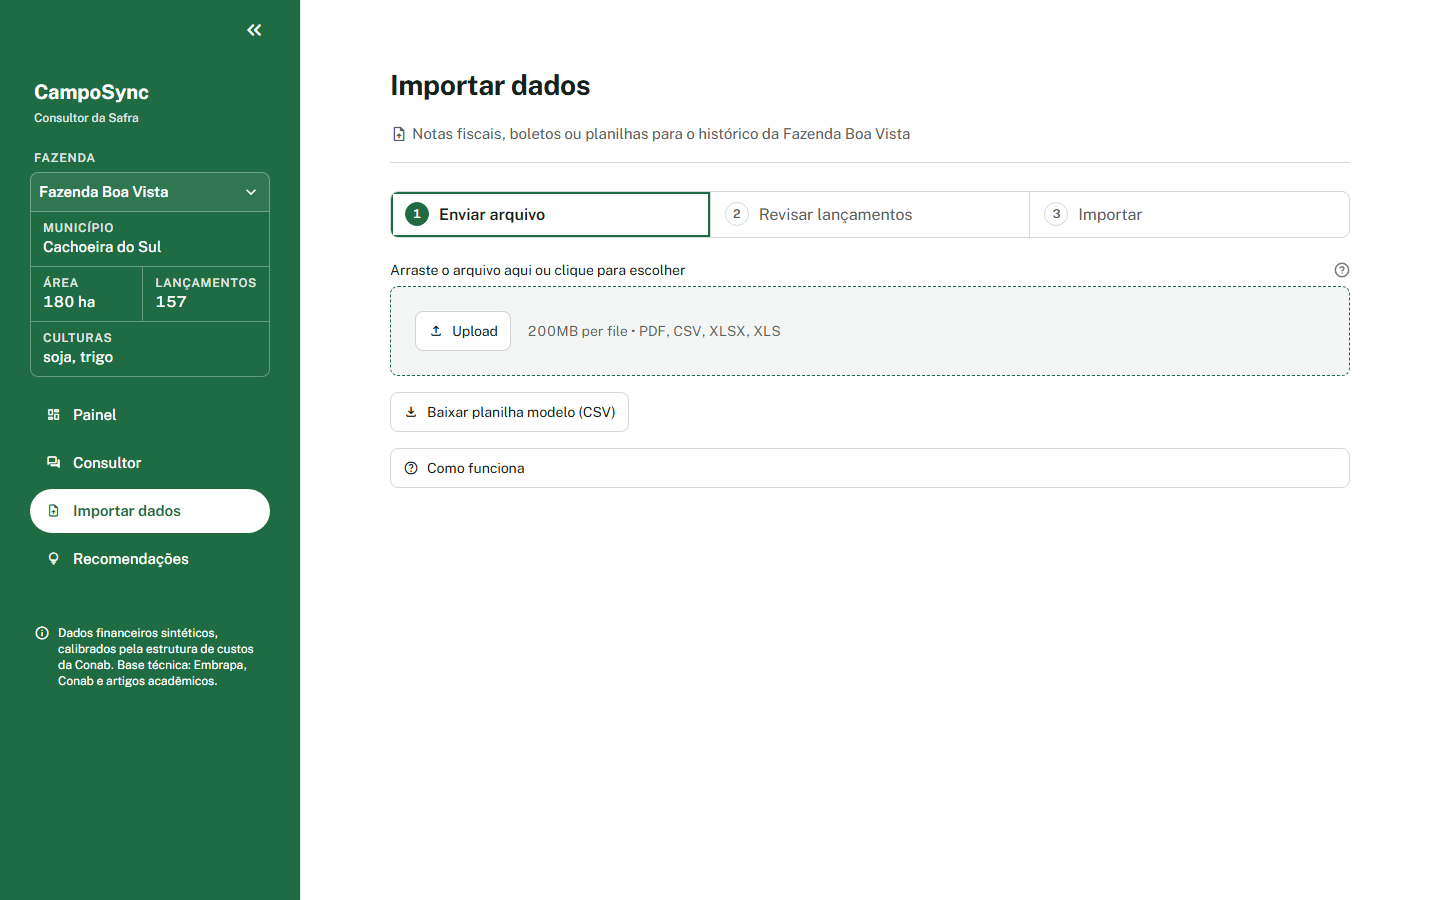 CampoSync
Consultor da Safra
FAZENDA
Fazenda Boa Vista
MUNICÍPIO
Cachoeira do Sul
ÁREA
180 ha
LANÇAMENTOS
157
CULTURAS
soja, trigo
Painel
Consultor
Importar dados
Recomendações
Dados financeiros sintéticos,
calibrados pela estrutura de custos
da Conab. Base técnica: Embrapa,
Conab e artigos acadêmicos.
Importar dados
Notas fiscais, boletos ou planilhas para o histórico da Fazenda Boa Vista
1 Enviar arquivo
2 Revisar lançamentos
3 Importar
Arraste o arquivo aqui ou clique para escolher
Upload
200MB per file • PDF, CSV, XLSX, XLS
Baixar planilha modelo (CSV)
Como funciona